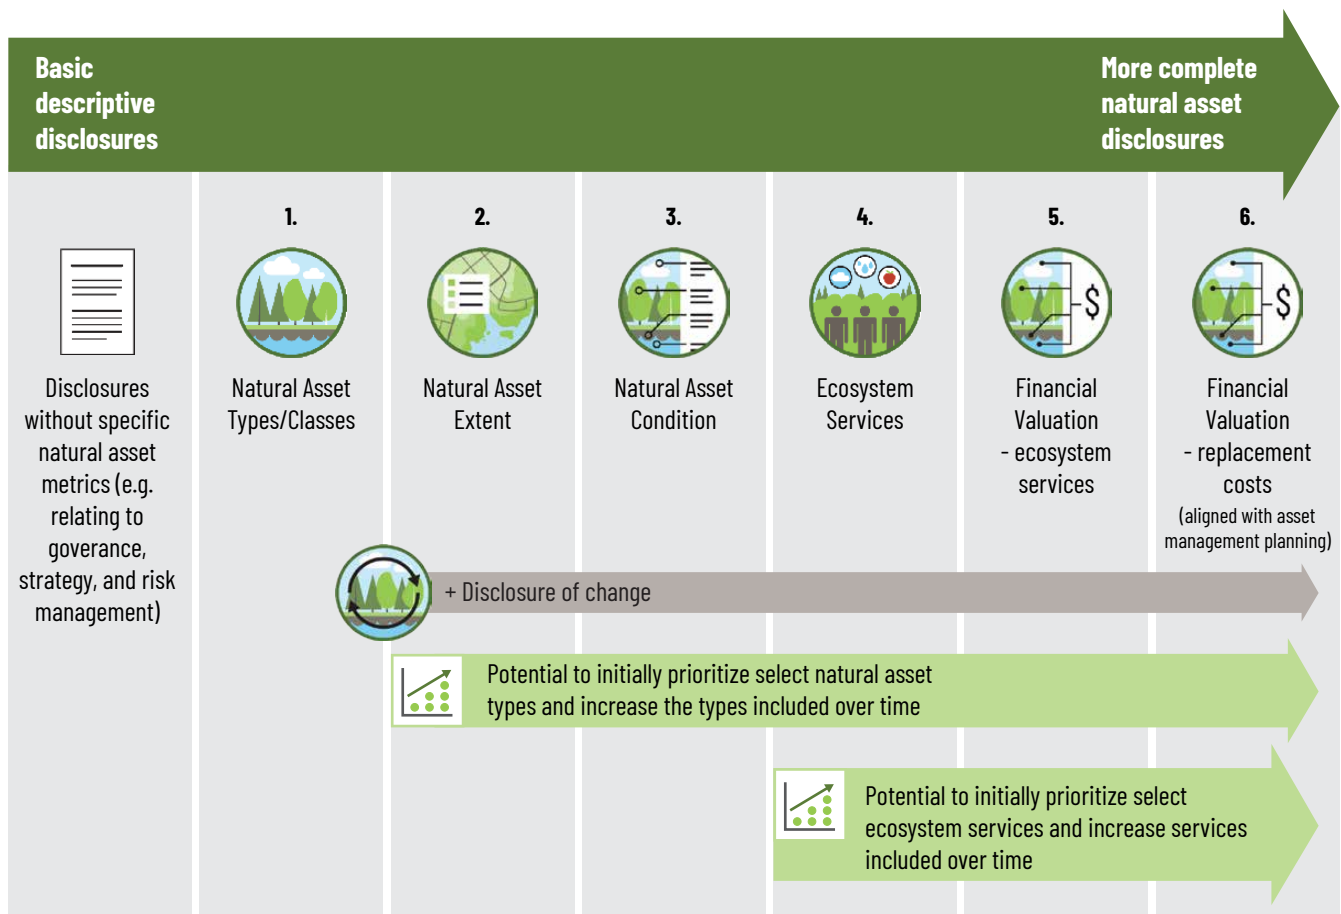 Basic
descriptive
disclosures
More complete
natural asset
disclosures
Disclosures
without specific
natural asset
metrics (e.g.
relating to
goverance,
strategy, and risk
management)
1.
Natural Asset
Types/Classes
2.
Natural Asset
Extent
3.
Natural Asset
Condition
4.
Ecosystem
Services
5.
$
Financial
Valuation
- ecosystem
services
6.
$
Financial
Valuation
- replacement
costs
(aligned with asset
management planning)
+ Disclosure of change
Potential to initially prioritize select natural asset
types and increase the types included over time
Potential to initially prioritize select
ecosystem services and increase services
included over time